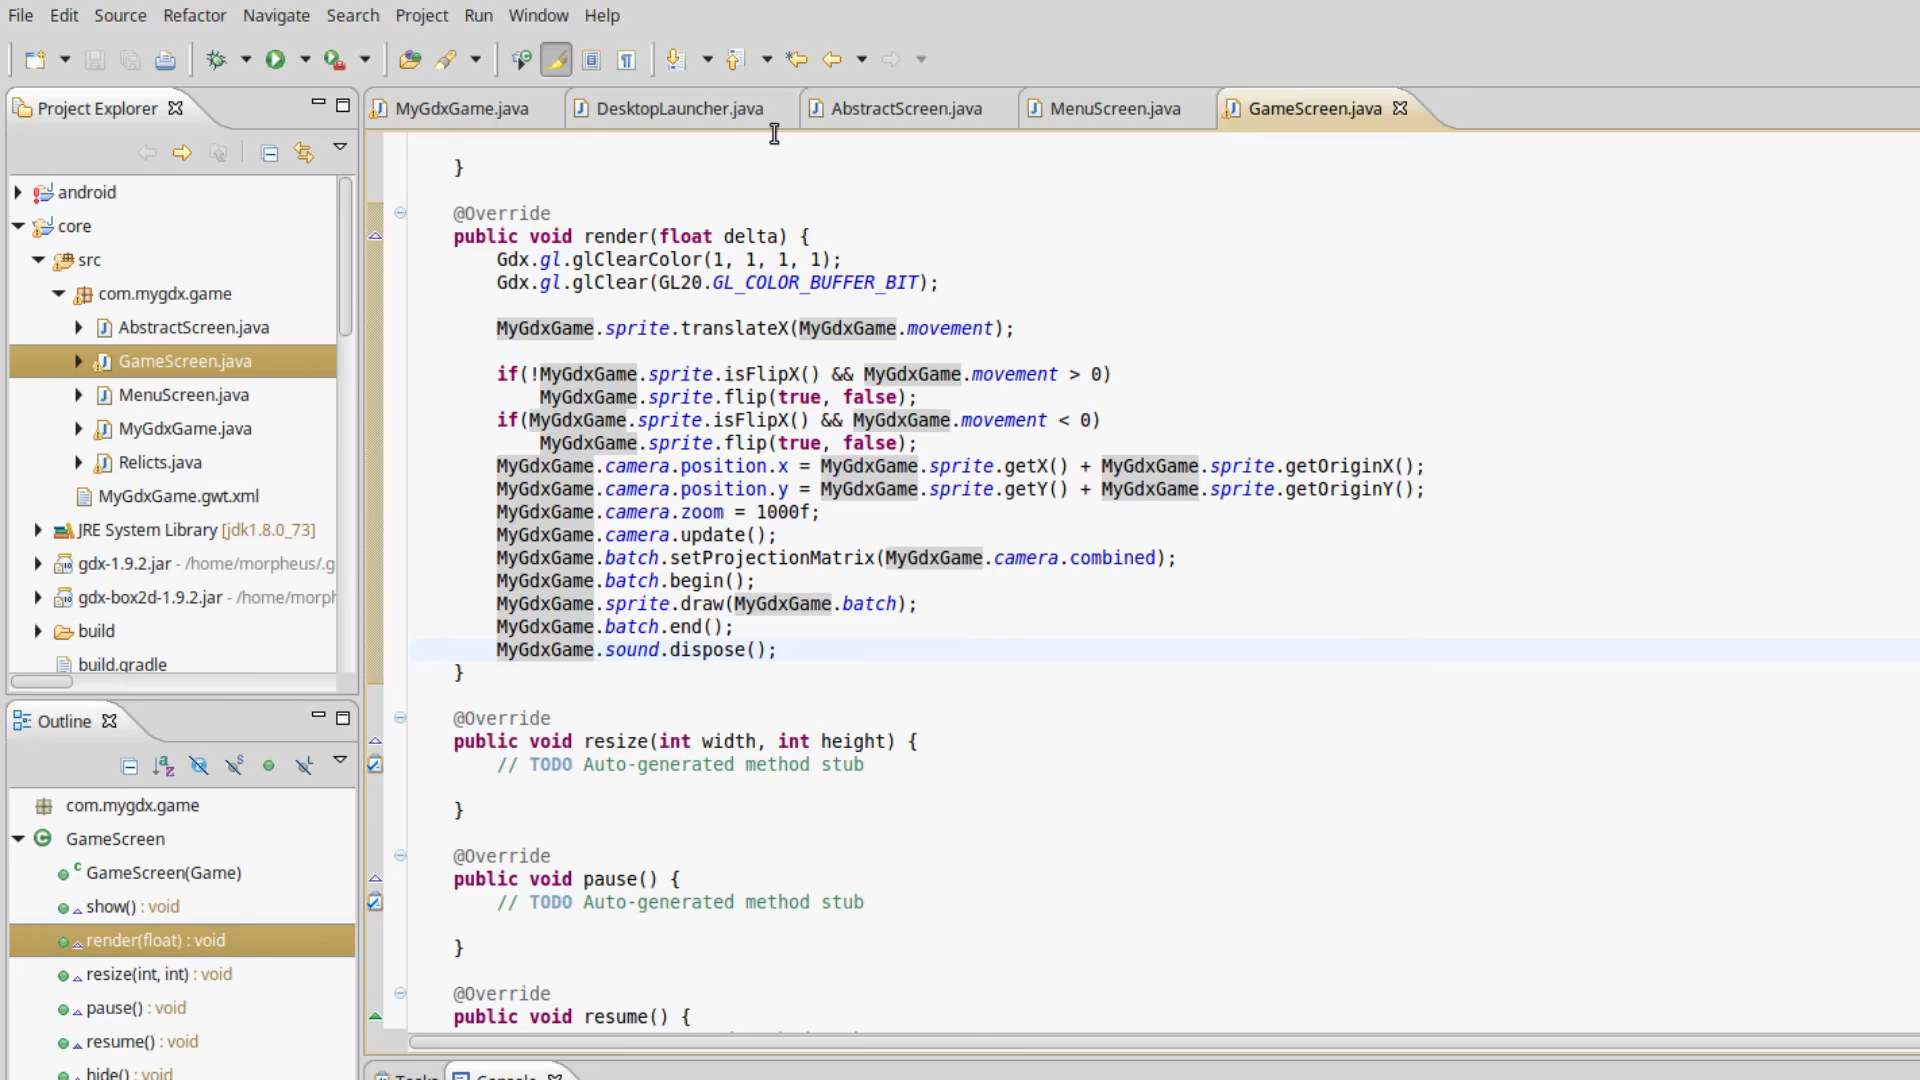 File Edit Source Refactor Navigate Search Project Run Window Help
Project Explorer
MyGdxGame.java DesktopLauncher.java AbstractScreen.java MenuScreen.java GameScreen.java
android
core
src
com.mygdx.game
AbstractScreen.java
GameScreen.java
MenuScreen.java
MyGdxGame.java
Relicts.java
MyGdxGame.gwt.xml
JRE System Library [jdk1.8.0_73]
gdx-1.9.2.jar - /home/morpheus/.g
gdx-box2d-1.9.2.jar - /home/morph
build
build.gradle
Outline
com.mygdx.game
GameScreen
GameScreen(Game)
show() : void
render(float) : void
resize(int, int) : void
pause() : void
resume() : void
hide() : void
}
@Override
public void render(float delta) {
Gdx.gl.glClearColor(1, 1, 1, 1);
Gdx.gl.glClear(GL20.GL_COLOR_BUFFER_BIT);
MyGdxGame.sprite.translateX(MyGdxGame.movement);
if(!MyGdxGame.sprite.isFlipX() && MyGdxGame.movement > 0)
MyGdxGame.sprite.flip(true, false);
if(MyGdxGame.sprite.isFlipX() && MyGdxGame.movement < 0)
MyGdxGame.sprite.flip(true, false);
MyGdxGame.camera.position.x = MyGdxGame.sprite.getX() + MyGdxGame.sprite.getOriginX();
MyGdxGame.camera.position.y = MyGdxGame.sprite.getY() + MyGdxGame.sprite.getOriginY();
MyGdxGame.camera.zoom = 1000f;
MyGdxGame.camera.update();
MyGdxGame.batch.setProjectionMatrix(MyGdxGame.camera.combined);
MyGdxGame.batch.begin();
MyGdxGame.sprite.draw(MyGdxGame.batch);
MyGdxGame.batch.end();
MyGdxGame.sound.dispose();
}
@Override
public void resize(int width, int height) {
// TODO Auto-generated method stub
}
@Override
public void pause() {
// TODO Auto-generated method stub
}
@Override
public void resume() {
Tasks Console